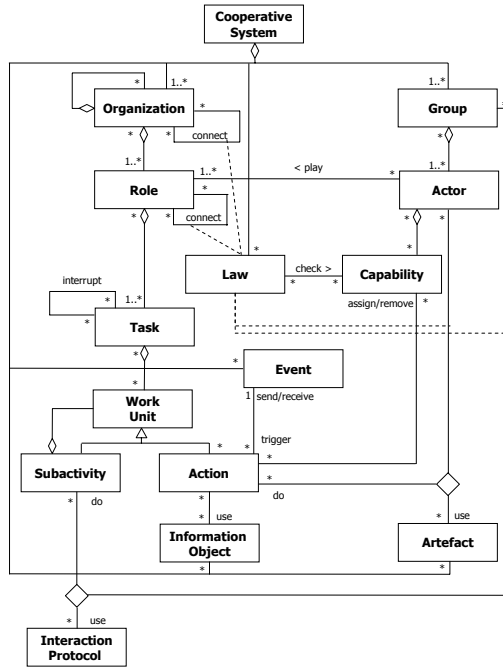 Cooperative
System
* 1..* 1..*
Organization * Group *
* * connect *
1..* 1..* < play * 1..*
Role * Actor
* * connect * *
* *
Law check > Capability
* *
interrupt assign/remove *
* 1..*
* Task
*
* * Event
Work
Unit
1 send/receive
* * trigger
Subactivity Action *
*
* do * do
* use * use
Information
Object
Artefact
* *
* use
Interaction
Protocol